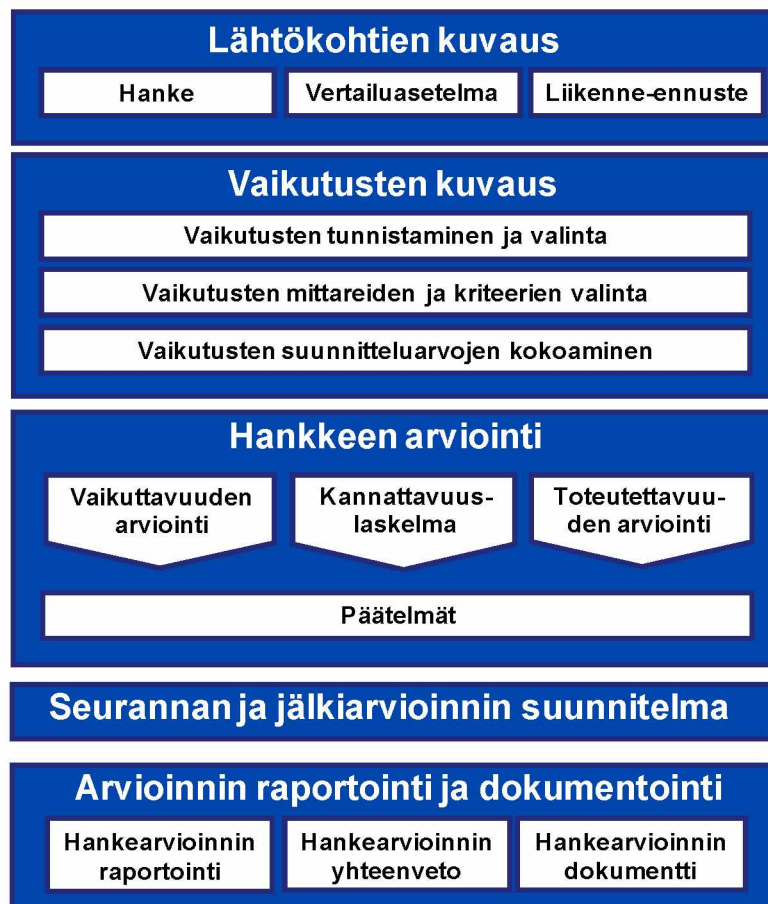 Lähtökohtien kuvaus
Hanke
Vertailuasetelma
Liikenne-ennuste
Vaikutusten kuvaus
Vaikutusten tunnistaminen ja valinta
Vaikutusten mittareiden ja kriteerien valinta
Vaikutusten suunnitteluarvojen kokoaminen
Hankkeen arviointi
Vaikuttavuuden
arviointi
Kannattavuus-
laskelma
Toteutettavuu-
den arviointi
Päätelmät
Seurannan ja jälkiarvioinnin suunnitelma
Arvioinnin raportointi ja dokumentointi
Hankearvioinnin
raportointi
Hankearvioinnin
yhteenveto
Hankearvioinnin
dokumentti